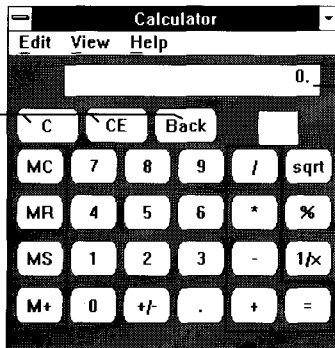 Calculator
Edit View Help
0.
C CE Back
MC 7 8 9 / sqrt
MR 4 5 6 * %
MS 1 2 3 - 1/x
M+ 0 +/- . + =